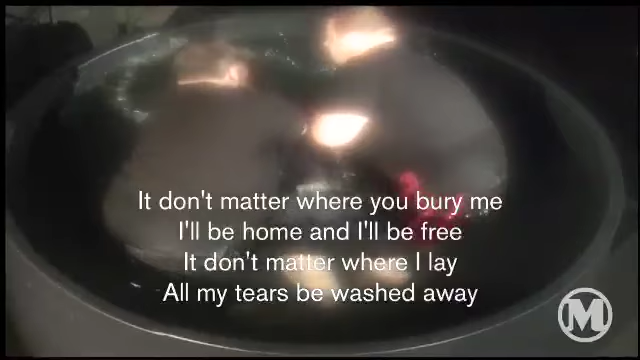 It don't matter where you bury me
I'll be home and I'll be free
It don't matter where I lay
All my tears be washed away
M